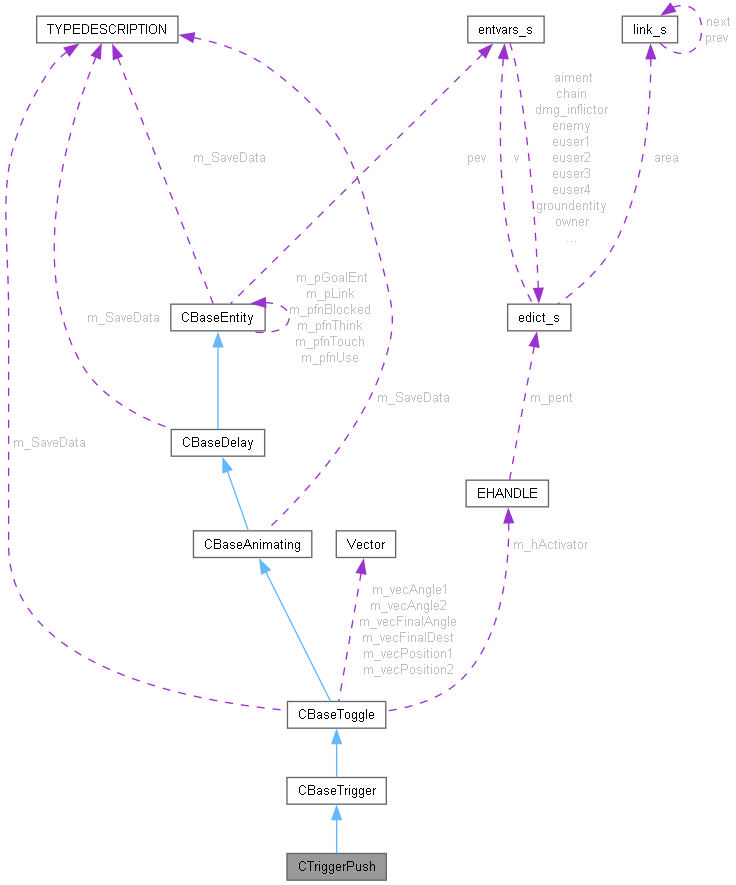 TYPEDESCRIPTION
entvars_s
link_s
next
prev
aiment
chain
dmg_inflictor
enemy
euser1
euser2
euser3
euser4
groundentity
owner
...
m_SaveData
pev
v
area
m_pGoalEnt
m_pLink
m_pfnBlocked
m_pfnThink
m_pfnTouch
m_pfnUse
CBaseEntity
edict_s
m_SaveData
m_SaveData
m_pent
CBaseDelay
m_SaveData
EHANDLE
CBaseAnimating
Vector
m_hActivator
m_vecAngle1
m_vecAngle2
m_vecFinalAngle
m_vecFinalDest
m_vecPosition1
m_vecPosition2
CBaseToggle
CBaseTrigger
CTriggerPush